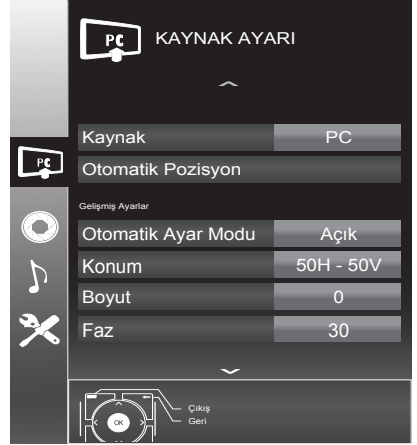 PC KAYNAK AYARI
Kaynak PC
PC
Otomatik Pozisyon
Gelişmiş Ayarlar
Otomatik Ayar Modu Açık
Konum 50H - 50V
Boyut 0
Faz 30
Çıkış
OK Geri